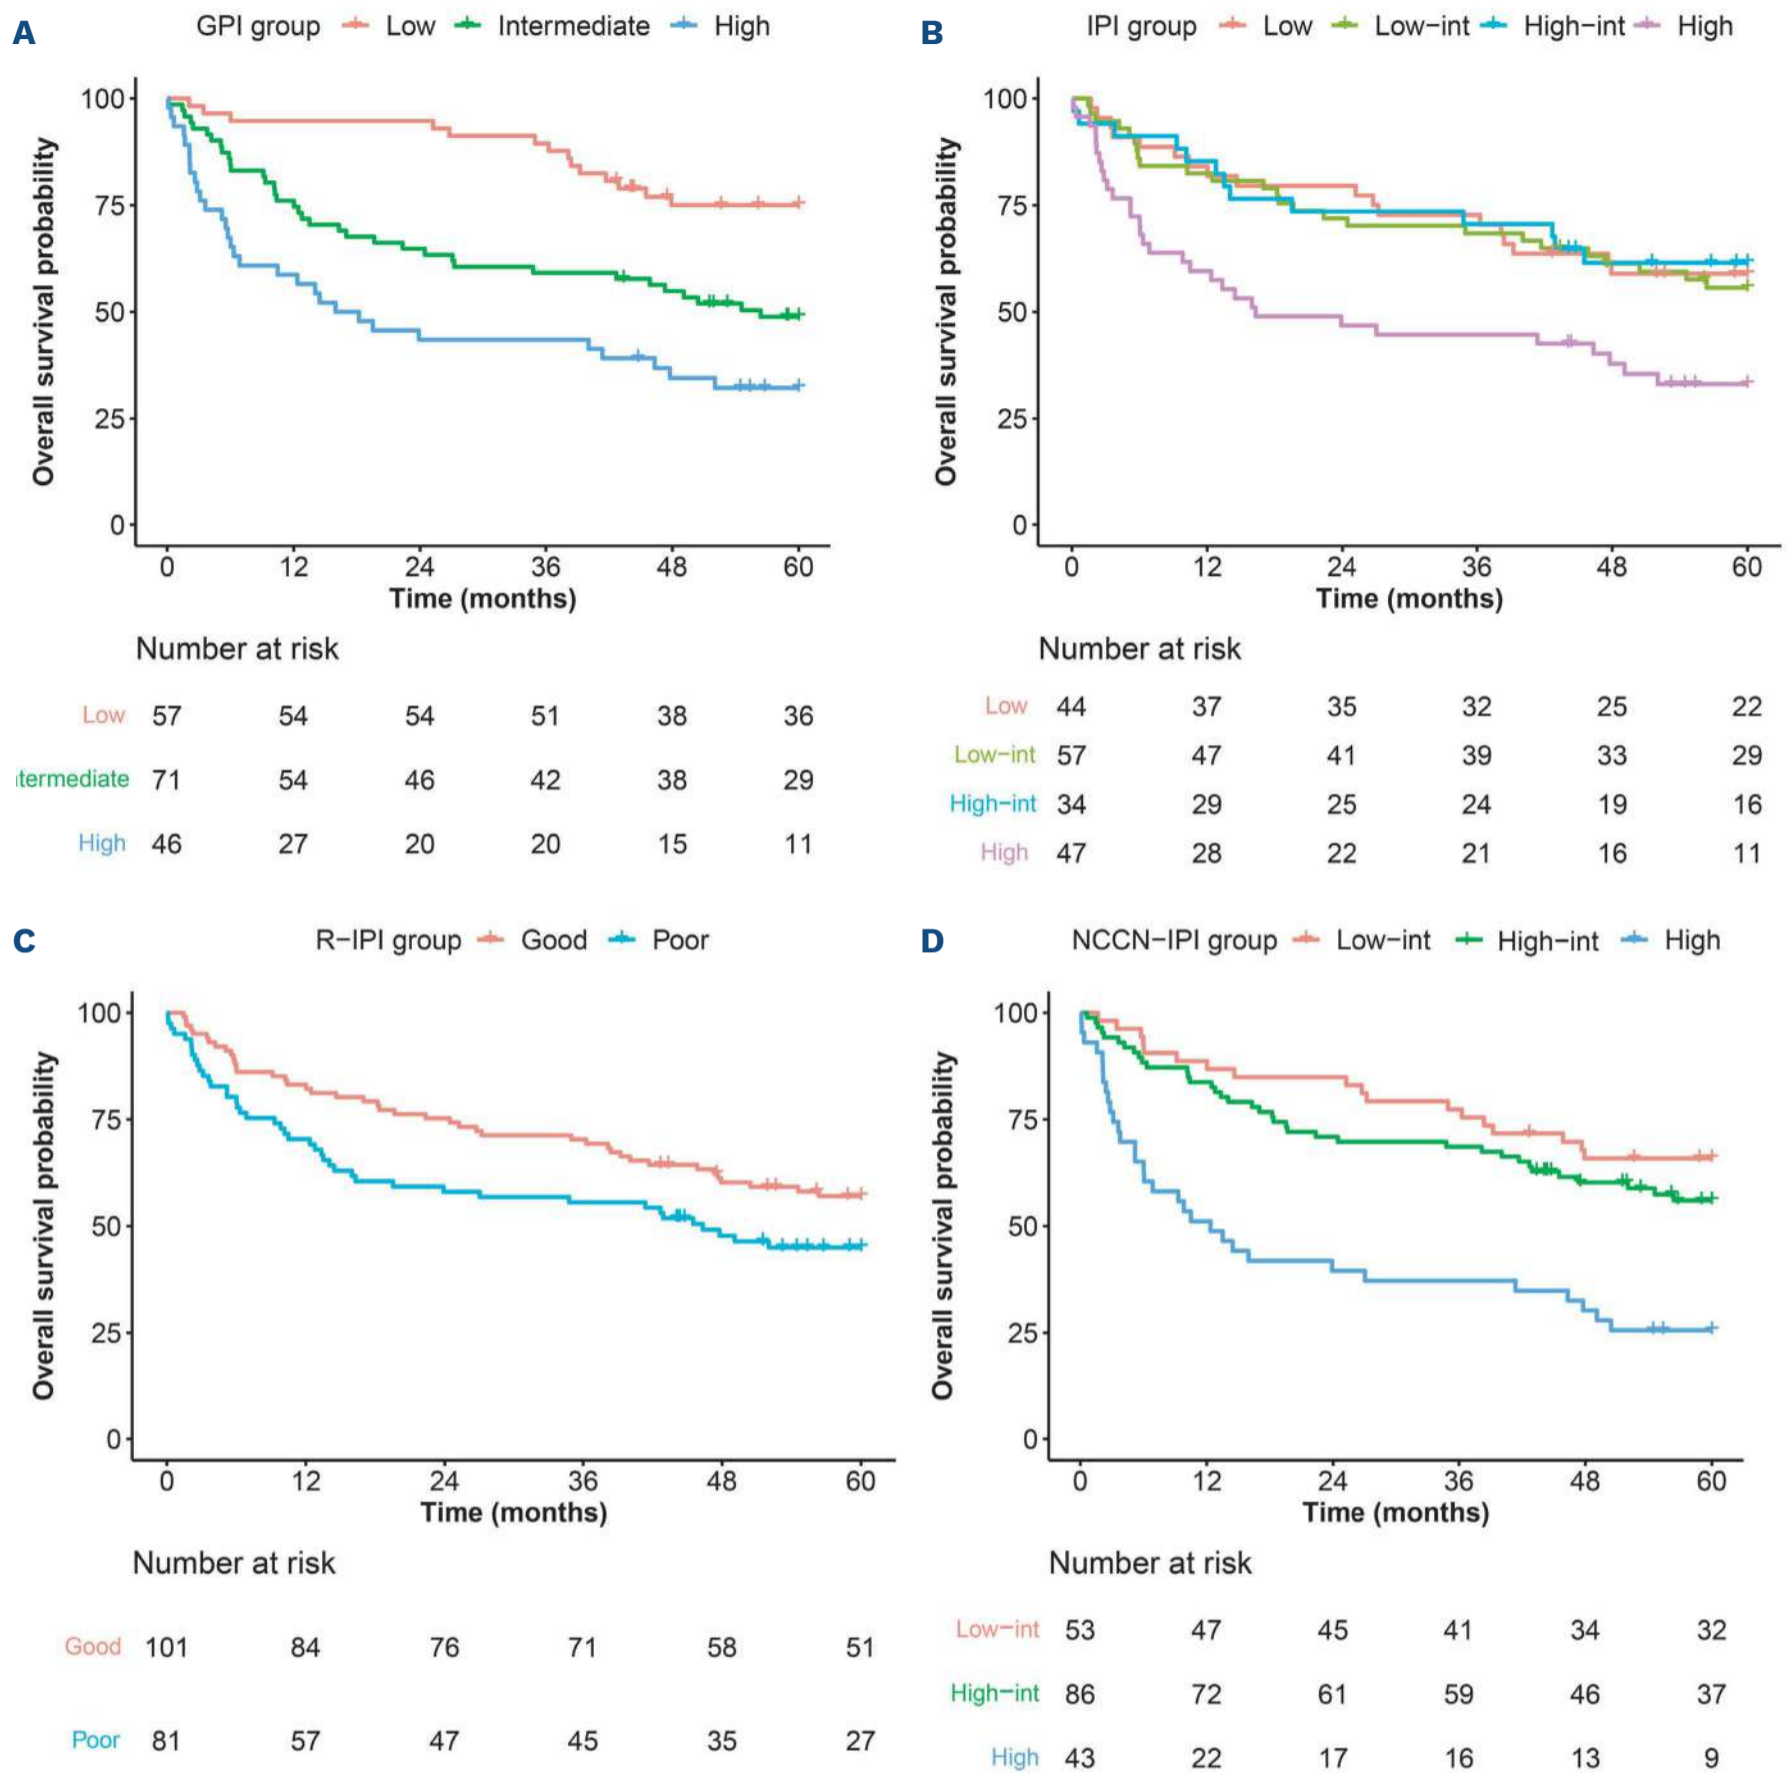 A
GPI group Low Intermediate High
Overall survival probability
100
75
50
25
0
0 12 24 36 48 60
Time (months)
Number at risk
Low 57 54 54 51 38 36
termediate 71 54 46 42 38 29
High 46 27 20 20 15 11
B
IPI group Low Low-int High-int High
Overall survival probability
100
75
50
25
0
0 12 24 36 48 60
Time (months)
Number at risk
Low 44 37 35 32 25 22
Low-int 57 47 41 39 33 29
High-int 34 29 25 24 19 16
High 47 28 22 21 16 11
C
R-IPI group Good Poor
Overall survival probability
100
75
50
25
0
0 12 24 36 48 60
Time (months)
Number at risk
Good 101 84 76 71 58 51
Poor 81 57 47 45 35 27
D
NCCN-IPI group Low-int High-int High
Overall survival probability
100
75
50
25
0
0 12 24 36 48 60
Time (months)
Number at risk
Low-int 53 47 45 41 34 32
High-int 86 72 61 59 46 37
High 43 22 17 16 13 9